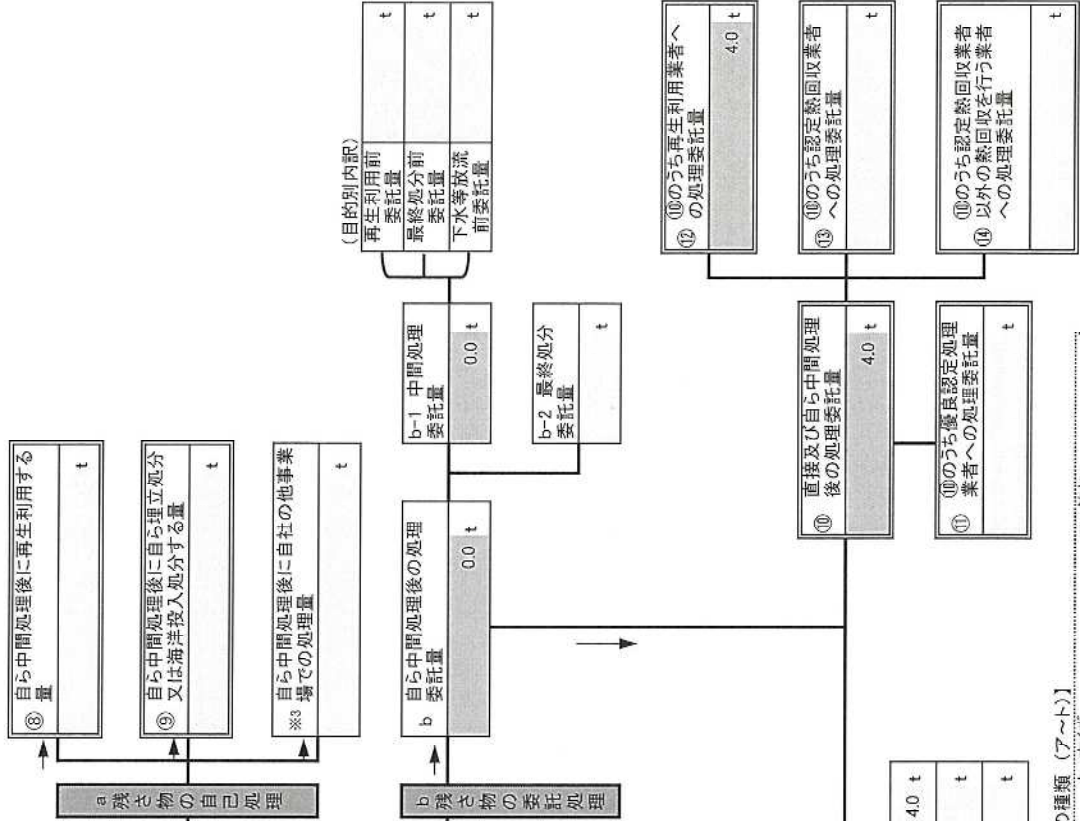 a 残さ物の自己処理
⑧ 自ら中間処理後に再生利用する
量
t
⑨ 自ら中間処理後に自ら埋立処分
又は海洋投入処分する量
t
※3 自ら中間処理後に自社の他事業
場での処理量
t
b 残さ物の委託処理
b 自ら中間処理後の処理
委託量
0.0 t
b-1 中間処理
委託量
0.0 t
b-2 最終処分
委託量
t
(目的別内訳)
再生利用前
委託量
t
最終処分前
委託量
t
下水等放流
前委託量
t
⑩ 直接及び自ら中間処理
後の処理委託量
4.0 t
⑪ ⑩のうち優良認定処理
業者への処理委託量
t
⑫ ⑩のうち再生利用業者へ
の処理委託量
4.0 t
⑬ ⑩のうち認定熱回収業者
への処理委託量
t
⑭ ⑩のうち認定熱回収業者
以外の熱回収を行う業者
への処理委託量
t
4.0 t
t
t
の種類 (ア~ト)】